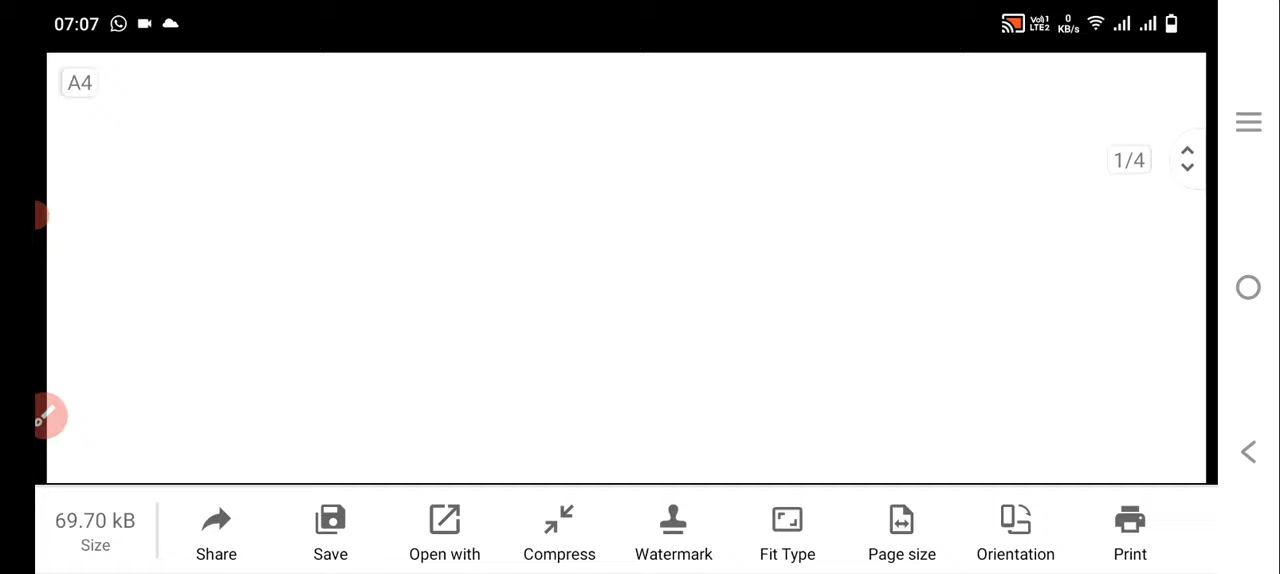 07:07 Vo) 1 LTE2 0 KB/s
A4
1/4
69.70 kB
Size
Share Save Open with Compress Watermark Fit Type Page size Orientation Print